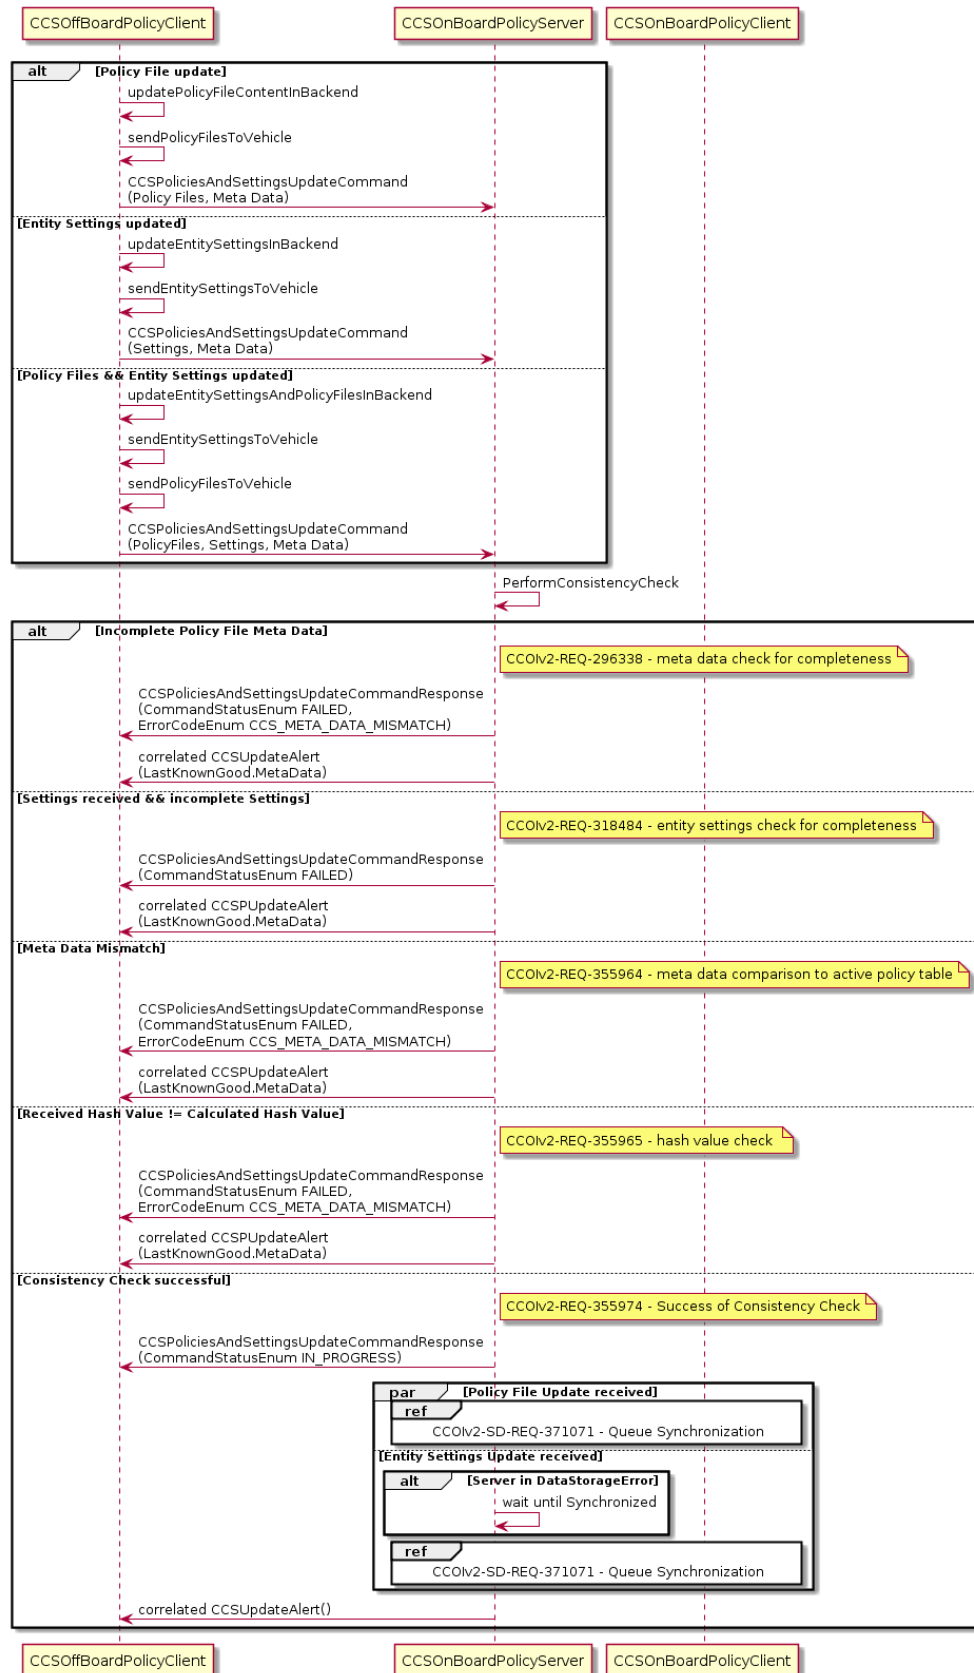 CCSOffBoardPolicyClient
CCSOnBoardPolicyServer
CCSOnBoardPolicyClient
alt
[Policy File update]
updatePolicyFileContentInBackend
sendPolicyFilesToVehicle
CCSPoliciesAndSettingsUpdateCommand
(Policy Files, Meta Data)
[Entity Settings updated]
updateEntitySettingsInBackend
sendEntitySettingsToVehicle
CCSPoliciesAndSettingsUpdateCommand
(Settings, Meta Data)
[Policy Files && Entity Settings updated]
updateEntitySettingsAndPolicyFilesInBackend
sendEntitySettingsToVehicle
sendPolicyFilesToVehicle
CCSPoliciesAndSettingsUpdateCommand
(PolicyFiles, Settings, Meta Data)
PerformConsistencyCheck
alt
[Incomplete Policy File Meta Data]
CCOIv2-REQ-296338 - meta data check for completeness
CCSPoliciesAndSettingsUpdateCommandResponse
(CommandStatusEnum FAILED,
ErrorCodeEnum CCS_META_DATA_MISMATCH)
correlated CCSUpdateAlert
(LastKnownGood.MetaData)
[Settings received && incomplete Settings]
CCOIv2-REQ-318484 - entity settings check for completeness
CCSPoliciesAndSettingsUpdateCommandResponse
(CommandStatusEnum FAILED)
correlated CCSPUpdateAlert
(LastKnownGood.MetaData)
[Meta Data Mismatch]
CCOIv2-REQ-355964 - meta data comparison to active policy table
CCSPoliciesAndSettingsUpdateCommandResponse
(CommandStatusEnum FAILED,
ErrorCodeEnum CCS_META_DATA_MISMATCH)
correlated CCSPUpdateAlert
(LastKnownGood.MetaData)
[Received Hash Value != Calculated Hash Value]
CCOIv2-REQ-355965 - hash value check
CCSPoliciesAndSettingsUpdateCommandResponse
(CommandStatusEnum FAILED,
ErrorCodeEnum CCS_META_DATA_MISMATCH)
correlated CCSPUpdateAlert
(LastKnownGood.MetaData)
[Consistency Check successful]
CCOIv2-REQ-355974 - Success of Consistency Check
CCSPoliciesAndSettingsUpdateCommandResponse
(CommandStatusEnum IN_PROGRESS)
par
[Policy File Update received]
ref
CCOIv2-SD-REQ-371071 - Queue Synchronization
[Entity Settings Update received]
alt
[Server in DataStorageError]
wait until Synchronized
ref
CCOIv2-SD-REQ-371071 - Queue Synchronization
correlated CCSUpdateAlert()
CCSOffBoardPolicyClient
CCSOnBoardPolicyServer
CCSOnBoardPolicyClient